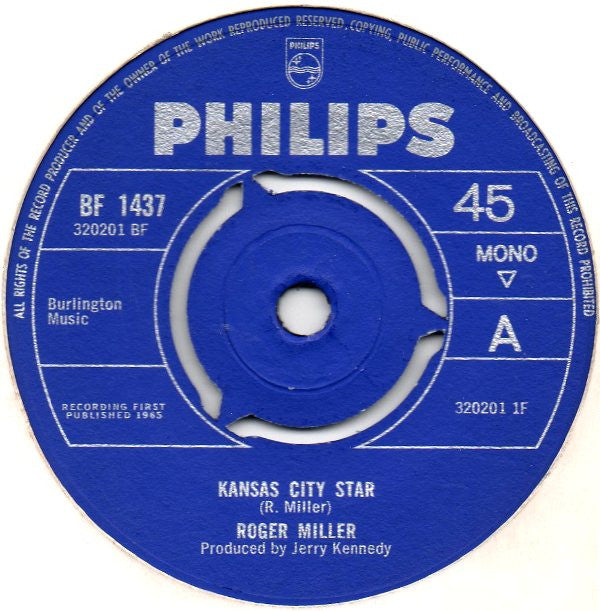 ALL RIGHTS OF THE RECORD PRODUCER AND OF THE OWNER OF THE WORK REPRODUCED RESERVED. COPYING, PUBLIC PERFORMANCE AND BROADCASTING OF THIS RECORD PROHIBITED
PHILIPS
PHILIPS
BF 1437
320201 BF
45
MONO
Burlington
Music
A
RECORDING FIRST
PUBLISHED 1965
320201 1F
KANSAS CITY STAR
(R. Miller)
ROGER MILLER
Produced by Jerry Kennedy